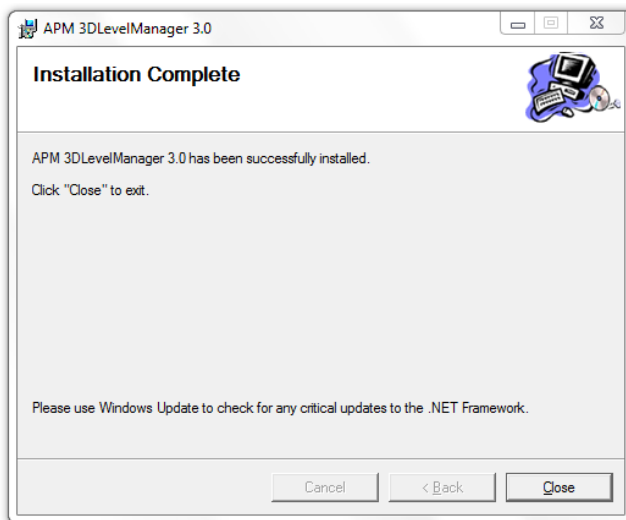 APM 3DLevelManager 3.0
Installation Complete
APM 3DLevelManager 3.0 has been successfully installed.
Click "Close" to exit.
Please use Windows Update to check for any critical updates to the .NET Framework.
Cancel
< Back
Close